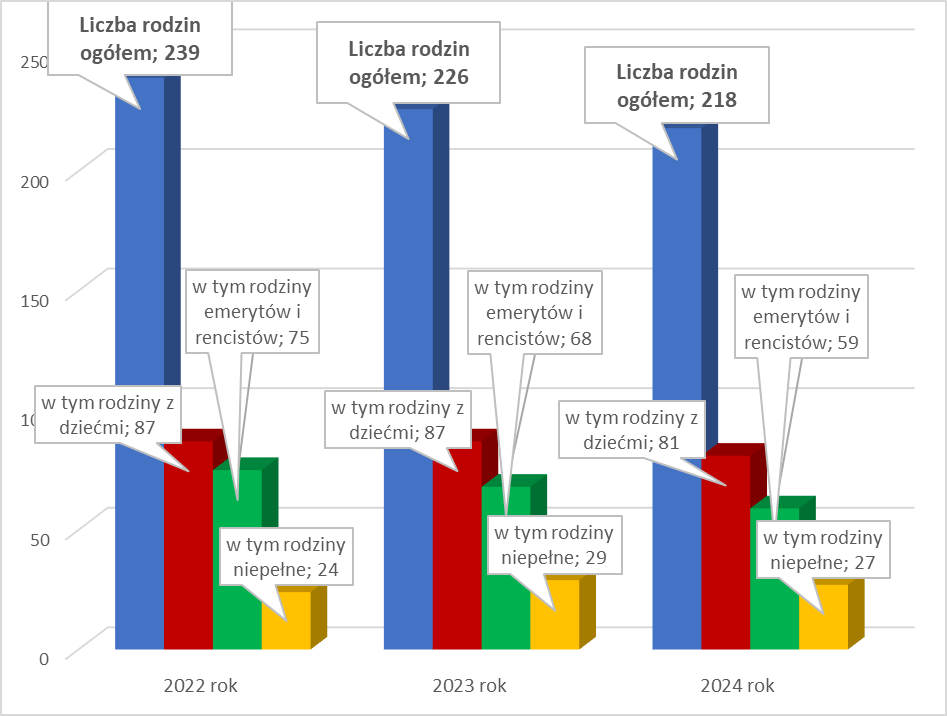 Liczba rodzin
ogółem; 239
Liczba rodzin
ogółem; 226
Liczba rodzin
ogółem; 218
250
200
150
10
50
0
w tym rodziny
emerytów i
rencistów; 75
w tym rodziny
emerytów i
rencistów; 68
w tym rodziny
emerytów i
rencistów; 59
w tym rodziny z
dziećmi; 87
w tym rodziny z
dziećmi; 87
w tym rodziny z
dziećmi; 81
w tym rodziny
niepełne; 24
w tym rodziny
niepełne; 29
w tym rodziny
niepełne; 27
2022 rok
2023 rok
2024 rok